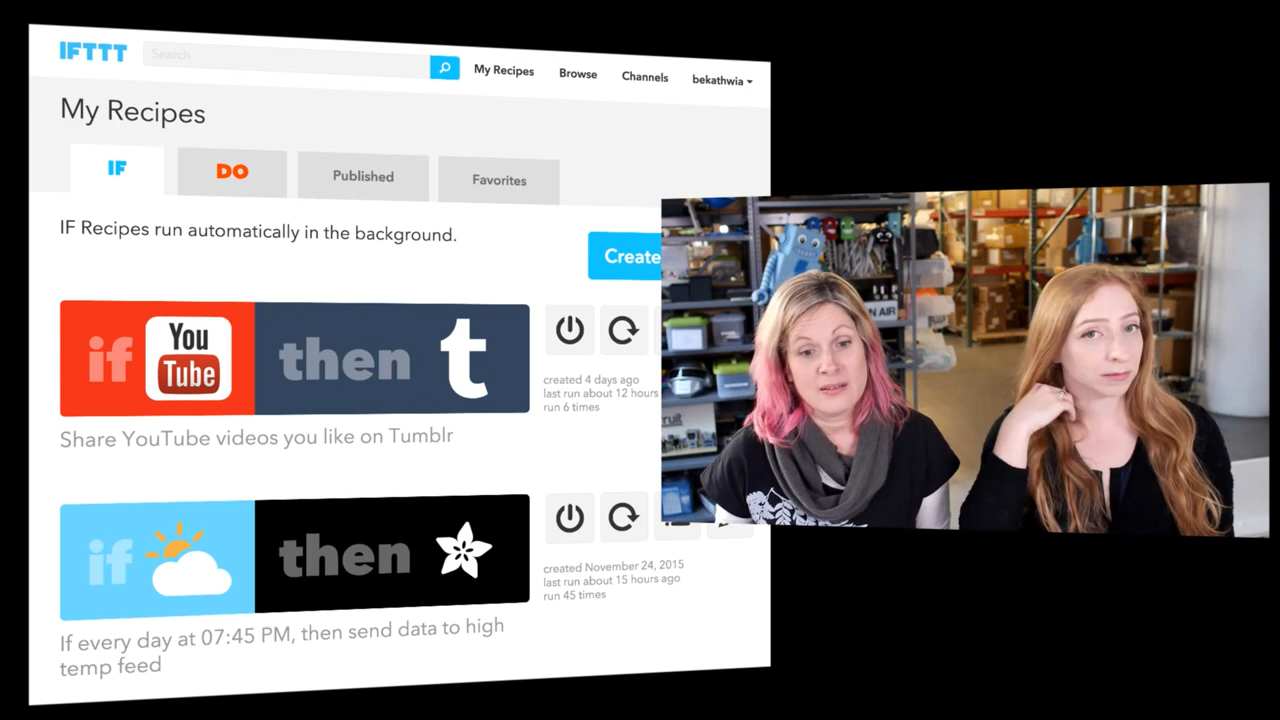 IFTTT
Search
My Recipes
Browse
Channels
bekathwia
My Recipes
IF
DO
Published
Favorites
IF Recipes run automatically in the background.
Create
if
You
Tube
then
t
created 4 days ago
last run about 12 hours
run 6 times
Share YouTube videos you like on Tumblr
if
then
created November 24, 2015
last run about 15 hours ago
run 45 times
If every day at 07:45 PM, then send data to high
temp feed
N AIR
fruit